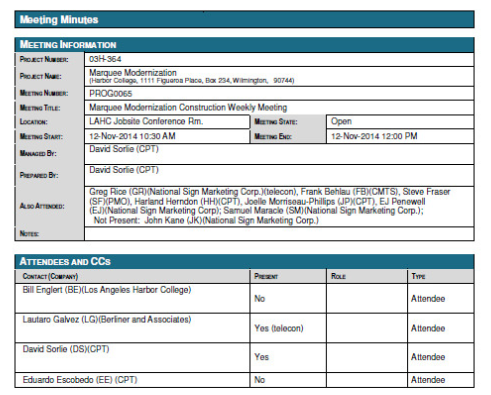 Meeting Minutes
MEETING INFORMATION
PROJECT NUMBER: 03H-364
PROJECT NAME: Marquee Modernization
(Harbor College, 1111 Figueroa Place, Box 234, Wilmington, 90744)
MEETING NUMBER: PROG0065
MEETING TITLE: Marquee Modernization Construction Weekly Meeting
LOCATION: LAHC Jobsite Conference Rm. MEETING STATE: Open
MEETING START: 12-Nov-2014 10:30 AM MEETING END: 12-Nov-2014 12:00 PM
MANAGED BY: David Sorlie (CPT)
PREPARED BY: David Sorlie (CPT)
ALSO ATTENDED: Greg Rice (GR)(National Sign Marketing Corp.)(telecon), Frank Behlau (FB)(CMTS), Steve Fraser
(SF)(PMO), Harland Herndon (HH)(CPT), Joelle Morriseau-Phillips (JP)(CPT), EJ Penewell
(EJ)(National Sign Marketing Corp); Samuel Maracle (SM)(National Sign Marketing Corp.);
Not Present: John Kane (JK)(National Sign Marketing Corp.)
NOTES:
ATTENDEES AND CCS
CONTACT (COMPANY) PRESENT ROLE TYPE
Bill Englert (BE)(Los Angeles Harbor College) No Attendee
Lautaro Galvez (LG)(Berliner and Associates) Yes (telecon) Attendee
David Sorlie (DS)(CPT) Yes Attendee
Eduardo Escobedo (EE) (CPT) No Attendee